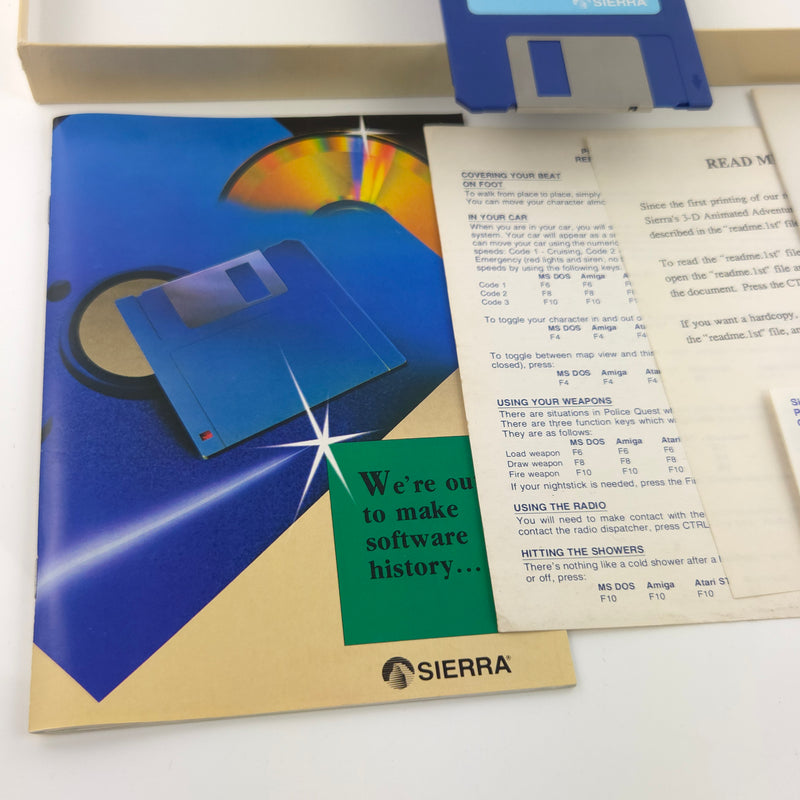 SIERRA
We're ou
to make
software
history...
SIERRA®
COVERING YOUR BEAT
ON FOOT
To walk from place to place, simply
You can move your character
IN YOUR CAR
When you are in your car, you will
system. Your car will appear as a
can move your car using the numeric
speeds: Code 1 - Cruising, Code 2 -
Emergency (red lights and siren; no
speeds by using the following keys:
MS DOS Amiga A
Code 1 F6 F6 F
Code 2 F8 F8
Code 3 F10 F10
To toggle your character in and out o
MS DOS Amiga Ata
F4 F4 F4
To toggle between map view and this
closed), press:
MS DOS Amiga Atar
F4 F4 F4
USING YOUR WEAPONS
There are situations in Police Quest wh
There are three function keys which w
They are as follows:
MS DOS Amiga Atari
Load weapon F6 F6 F6
Draw weapon F8 F8 F8
Fire weapon F10 F10 F10
If your nightstick is needed, press the Fi
USING THE RADIO
You will need to make contact with the
contact the radio dispatcher, press CTRL
HITTING THE SHOWERS
There's nothing like a cold shower after a
or off, press:
MS DOS Amiga Atari ST
F10 F10 F10
READ M
Since the first printing of our
Sierra's 3-D Animated Adventur
described in the "readme.1st" file
To read the "readme.1st" file
open the "readme.1st" file an
the document. Press the CT
If you want a hardcopy,
the "readme.1st" file, an